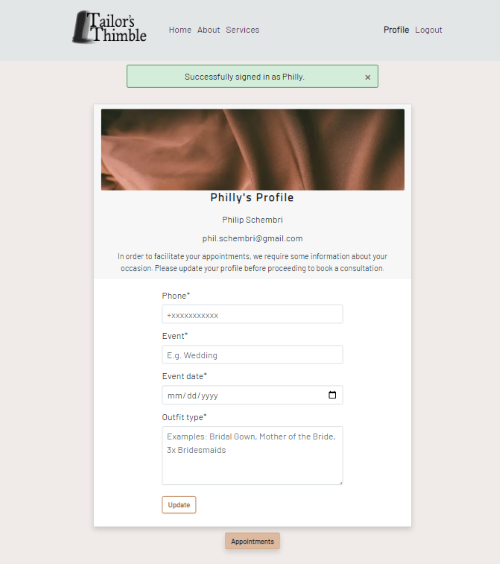 Tailor's
Thimble
Home About Services
Profile Logout
Successfully signed in as Philly.
×
Philly's Profile
Philip Schembri
phil.schembri@gmail.com
In order to facilitate your appointments, we require some information about your
occasion. Please update your profile before proceeding to book a consultation.
Phone*
+xxxxxxxxxxx
Event*
E.g. Wedding
Event date*
mm/dd/yyyy
Outfit type*
Examples: Bridal Gown, Mother of the Bride,
3x Bridesmaids
Update
Appointments